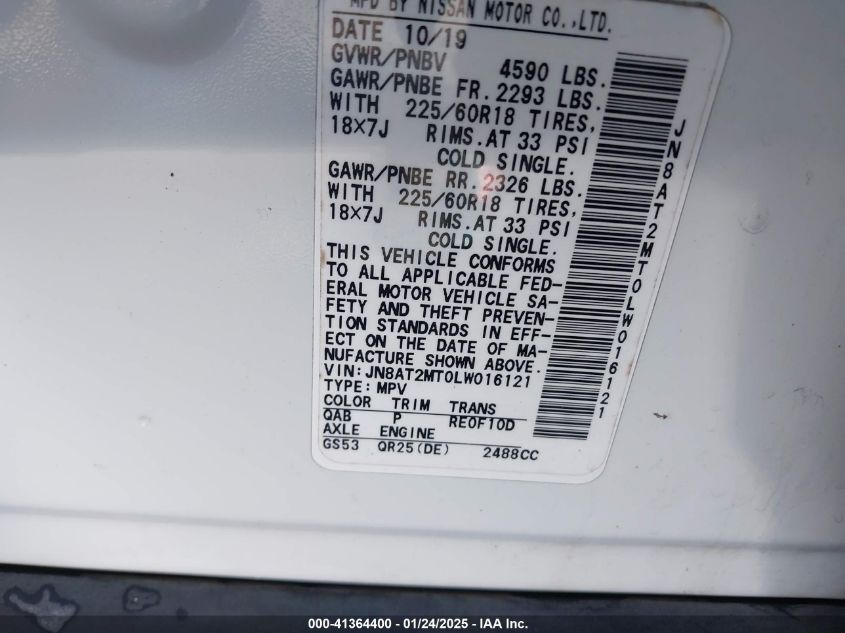 MFD BY NISSAN MOTOR CO.,LTD.
DATE 10/19
GVWR/PNBV 4590 LBS.
GAWR/PNBE FR. 2293 LBS.
WITH 225/60R18 TIRES,
18×7J RIMS.AT 33 PSI
COLD SINGLE.
GAWR/PNBE RR. 2326 LBS.
WITH 225/60R18 TIRES,
18×7J RIMS.AT 33 PSI
COLD SINGLE.
THIS VEHICLE CONFORMS
TO ALL APPLICABLE FED-
ERAL MOTOR VEHICLE SA-
FETY AND THEFT PREVEN-
TION STANDARDS IN EFF-
ECT ON THE DATE OF MA-
NUFACTURE SHOWN ABOVE.
VIN:JN8AT2MT0LW016121
TYPE:MPV
COLOR TRIM TRANS
QAB P RE0F10D
AXLE ENGINE
GS53 QR25(DE) 2488CC
JN8AT2MT0LW016121
000-41364400 - 01/24/2025 - IAA Inc.